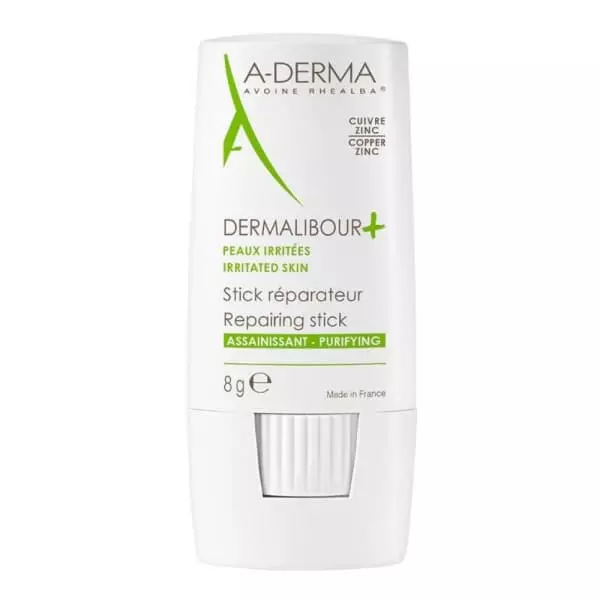 A-DERMA
AVOINE RHEALBA®
CUIVRE
ZINC
COPPER
ZINC
DERMALIBOUR+
PEAUX IRRITÉES
IRRITATED SKIN
Stick réparateur
Repairing stick
ASSAINISSANT - PURIFYING
8 g ℮
Made in France